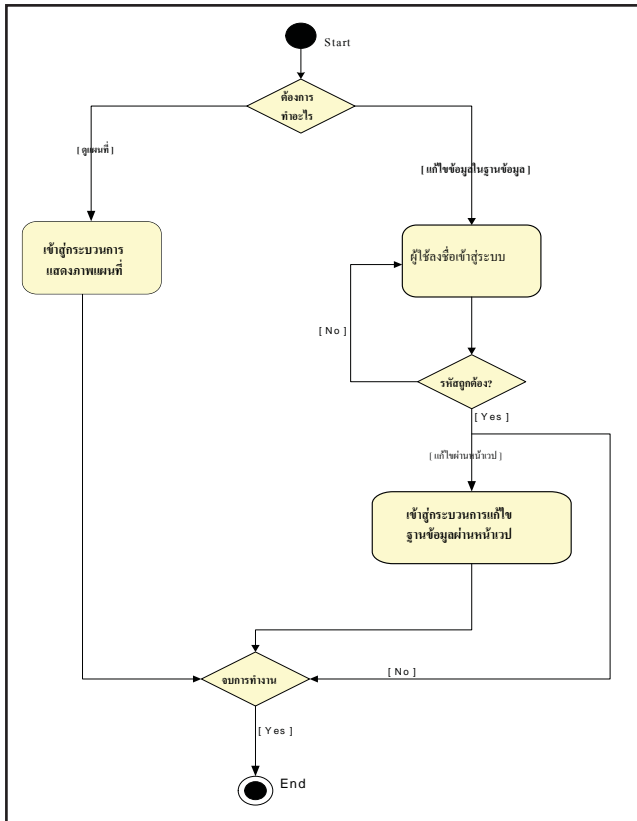 Start
ต้องการ
ทำอะไร
[ ดูแผนที่ ]
[ แก้ไขข้อมูลในฐานข้อมูล ]
เข้าสู่กระบวนการ
แสดงภาพแผนที่
ผู้ใช้ลงชื่อเข้าสู่ระบบ
[ No ]
รหัสถูกต้อง?
[ Yes ]
[ แก้ไขผ่านหน้าเวป ]
เข้าสู่กระบวนการแก้ไข
ฐานข้อมูลผ่านหน้าเวป
จบการทำงาน
[ No ]
[ Yes ]
End